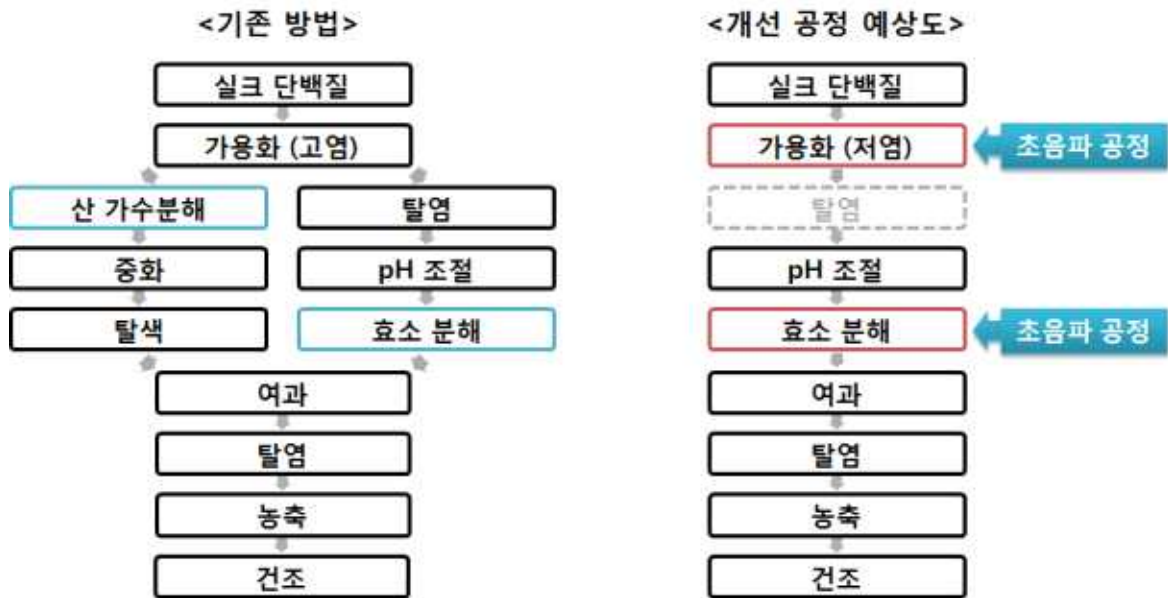 <기존 방법>
실크 단백질
가용화 (고염)
산 가수분해
탈염
중화
pH 조절
탈색
효소 분해
여과
탈염
농축
건조
<개선 공정 예상도>
실크 단백질
가용화 (저염)
초음파 공정
탈염
pH 조절
효소 분해
초음파 공정
여과
탈염
농축
건조